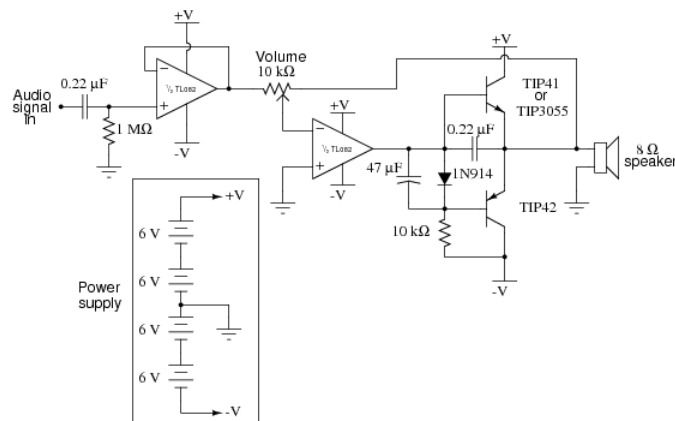 +V
Volume
10 kΩ
+V
0.22 µF
Audio
signal
in
½ TL082
−
+
1 MΩ
-V
+V
−
+
½ TL082
-V
TIP41
or
TIP3055
0.22 µF
47 µF
1N914
8 Ω
speaker
TIP42
10 kΩ
-V
+V
6 V
6 V
Power
supply
6 V
6 V
-V